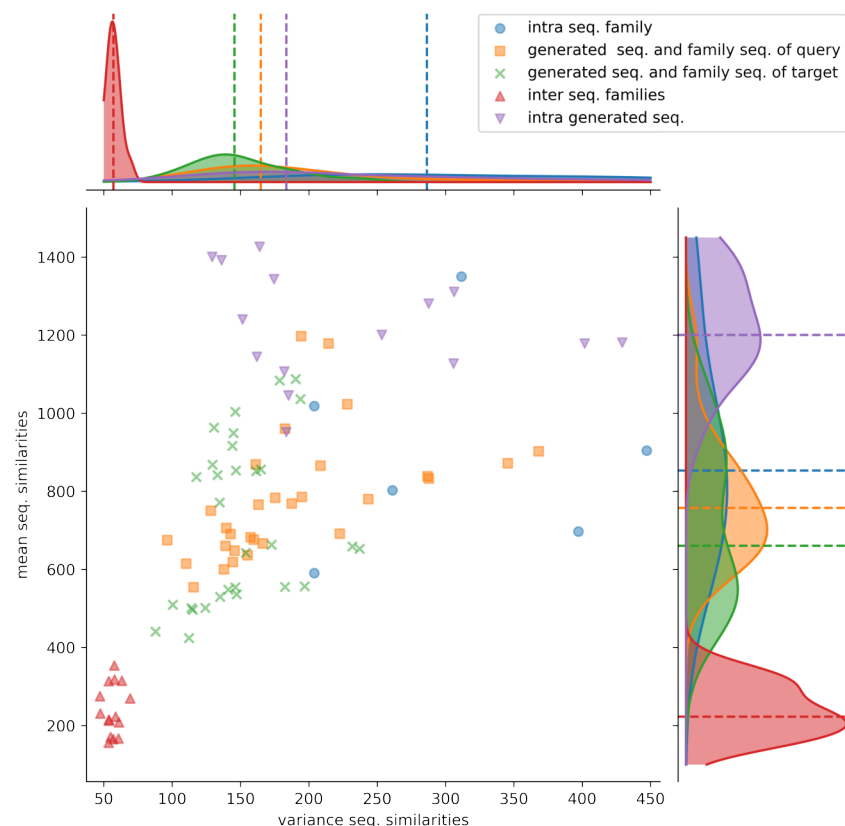 intra seq. family
generated  seq. and family seq. of query
generated seq. and family seq. of target
inter seq. families
intra generated seq.
1400
1200
1000
800
600
400
200
mean seq. similarities
50 100 150 200 250 300 350 400 450
variance seq. similarities